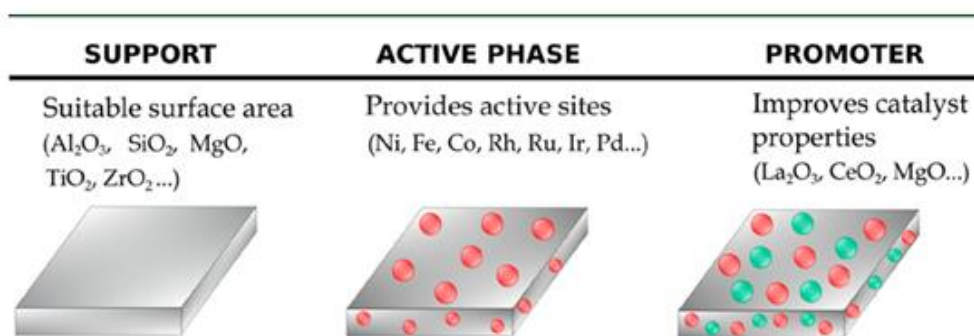 SUPPORT
ACTIVE PHASE
PROMOTER
Suitable surface area
(Al₂O₃, SiO₂, MgO,
TiO₂, ZrO₂...)
Provides active sites
(Ni, Fe, Co, Rh, Ru, Ir, Pd...)
Improves catalyst
properties
(La₂O₃, CeO₂, MgO...)